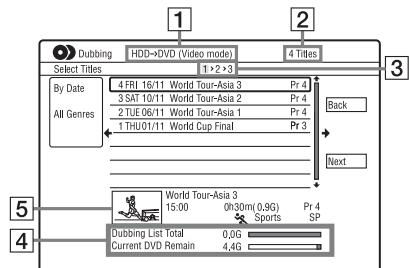 1
2
Dubbing HDD→DVD (Video mode) 4 Titles
Select Titles 1 2 3
3
By Date
All Genres
4 FRI 16/11 World Tour-Asia 3 Pr 4
3 SAT 10/11 World Tour-Asia 2 Pr 4
2 TUE 06/11 World Tour-Asia 1 Pr 4
1 THU01/11 World Cup Final Pr 3
Back
Next
5
World Tour-Asia 3
15:00 0h30m( 0.9G) Pr 4
Sports SP
4
Dubbing List Total 0,0G
Current DVD Remain 4,4G